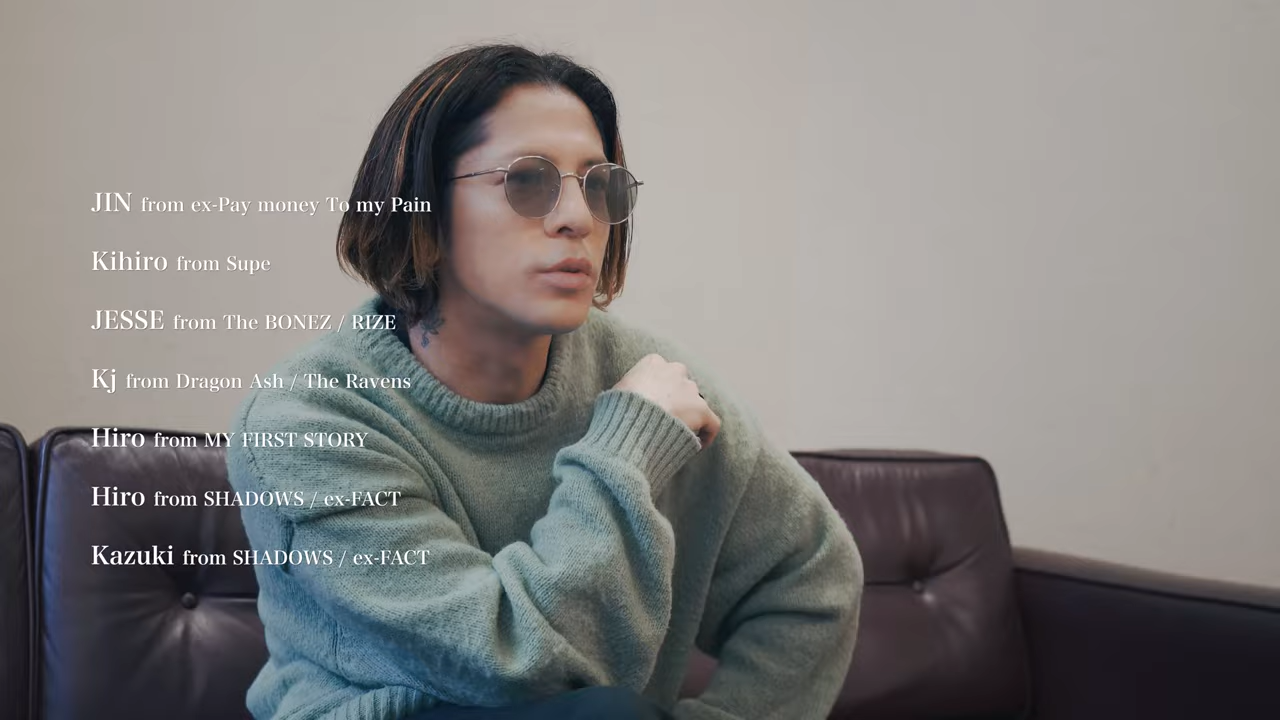 JIN from ex-Pay money To my Pain
Kihiro from Supe
JESSE from The BONEZ / RIZE
Kj from Dragon Ash / The Ravens
Hiro from MY FIRST STORY
Hiro from SHADOWS / ex-FACT
Kazuki from SHADOWS / ex-FACT